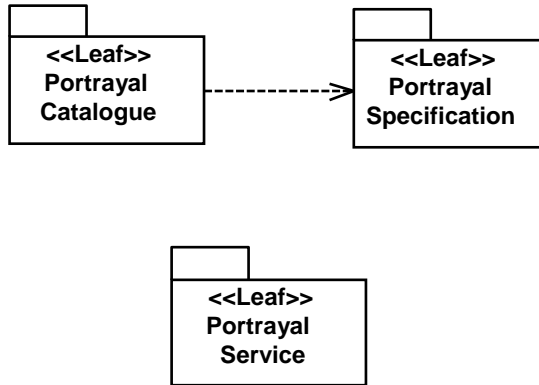 <<Leaf>>
Portrayal
Catalogue
<<Leaf>>
Portrayal
Specification
<<Leaf>>
Portrayal
Service